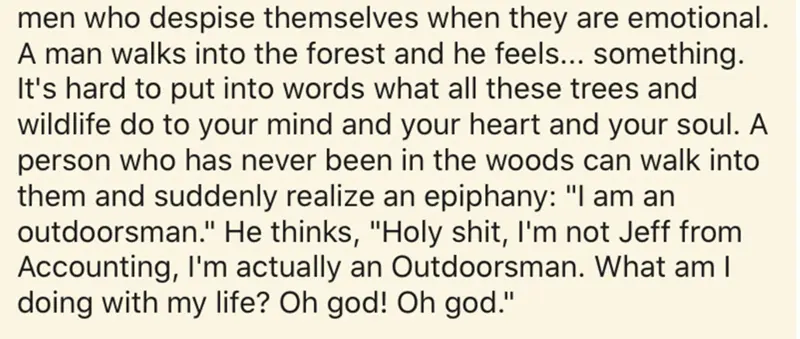 men who despise themselves when they are emotional.
A man walks into the forest and he feels... something.
It's hard to put into words what all these trees and
wildlife do to your mind and your heart and your soul. A
person who has never been in the woods can walk into
them and suddenly realize an epiphany: "I am an
outdoorsman." He thinks, "Holy shit, I'm not Jeff from
Accounting, I'm actually an Outdoorsman. What am I
doing with my life? Oh god! Oh god."